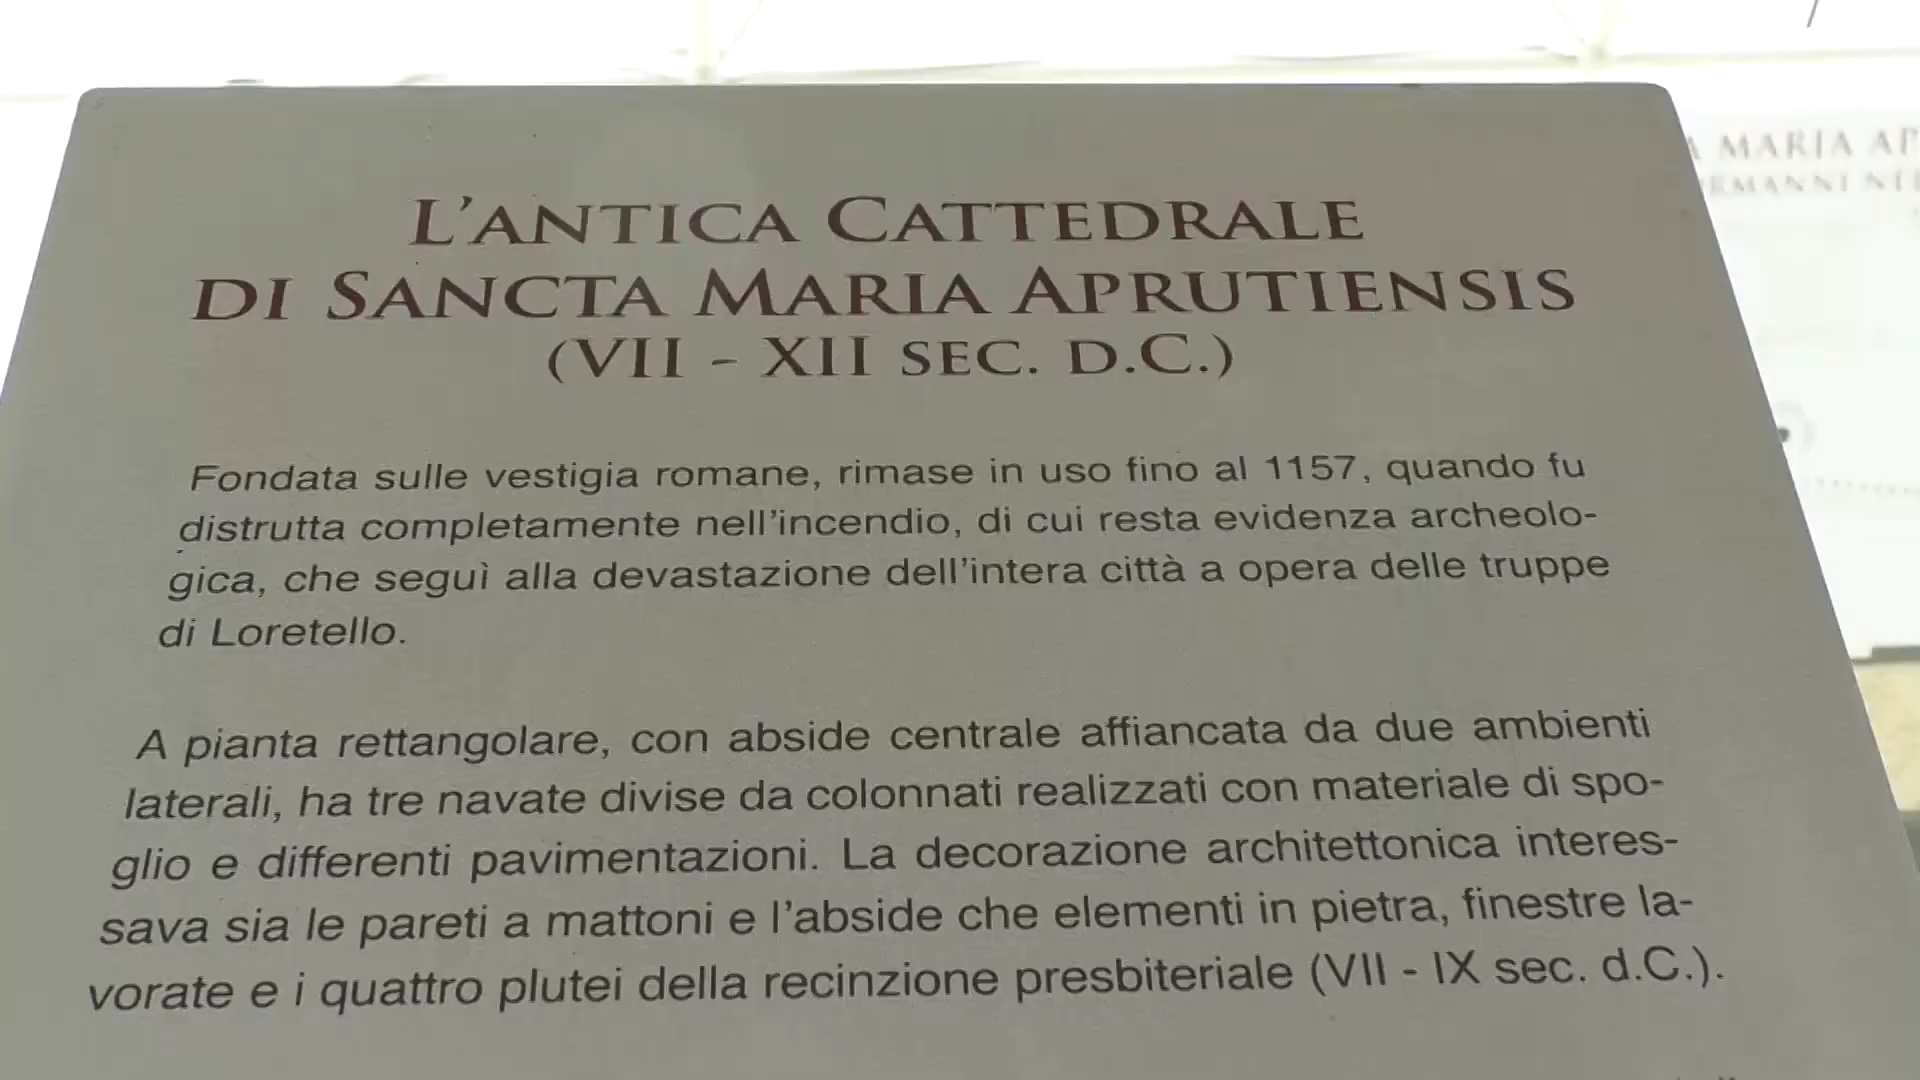 L'ANTICA CATTEDRALE
DI SANCTA MARIA APRUTIENSIS
(VII - XII SEC. D.C.)
Fondata sulle vestigia romane, rimase in uso fino al 1157, quando fu
distrutta completamente nell'incendio, di cui resta evidenza archeolo-
gica, che seguì alla devastazione dell'intera città a opera delle truppe
di Loretello.
A pianta rettangolare, con abside centrale affiancata da due ambienti
laterali, ha tre navate divise da colonnati realizzati con materiale di spo-
glio e differenti pavimentazioni. La decorazione architettonica interes-
sava sia le pareti a mattoni e l'abside che elementi in pietra, finestre la-
vorate e i quattro plutei della recinzione presbiteriale (VII - IX sec. d.C.).
MARIA AP